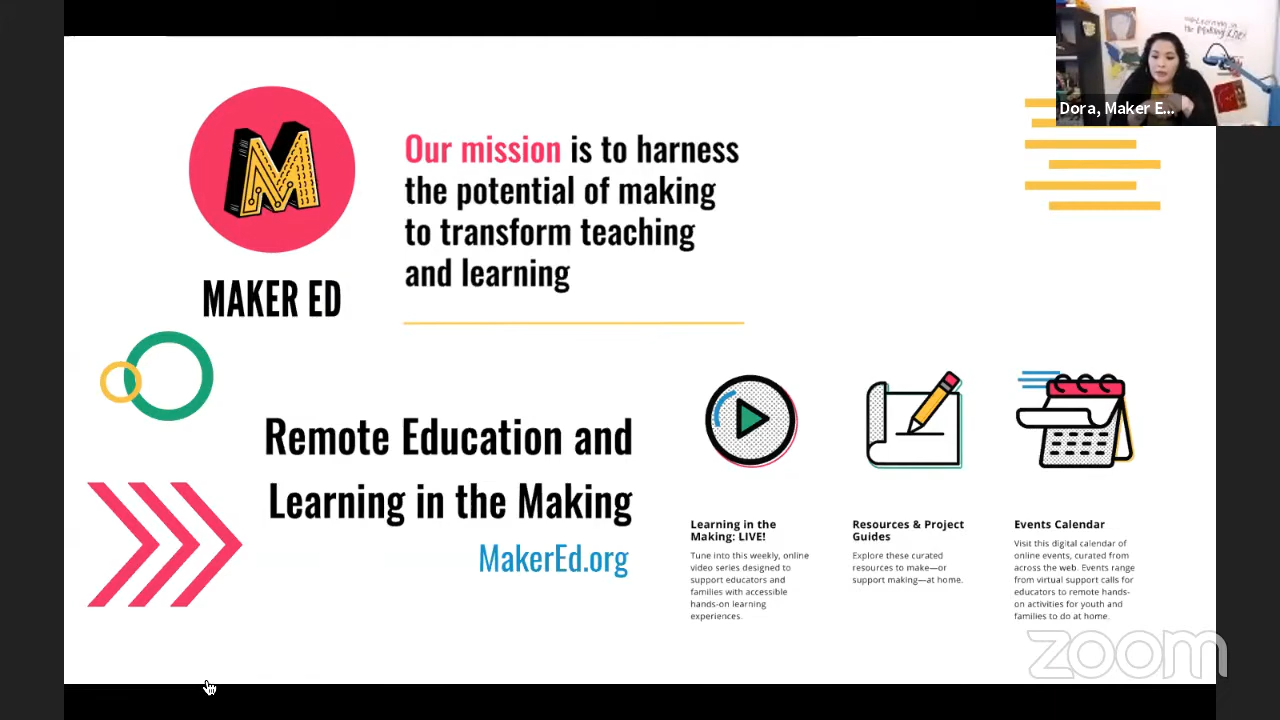 Learning in
the Making LIVE!
Dora, Maker E...
M
MAKER ED
Our mission is to harness
the potential of making
to transform teaching
and learning
Remote Education and
Learning in the Making
MakerEd.org
Learning in the
Making: LIVE!
Tune into this weekly, online
video series designed to
support educators and
families with accessible
hands-on learning
experiences.
Resources & Project
Guides
Explore these curated
resources to make—or
support making—at home.
Events Calendar
Visit this digital calendar of
online events, curated from
across the web. Events range
from virtual support calls for
educators to remote hands-
on activities for youth and
families to do at home.
zoom